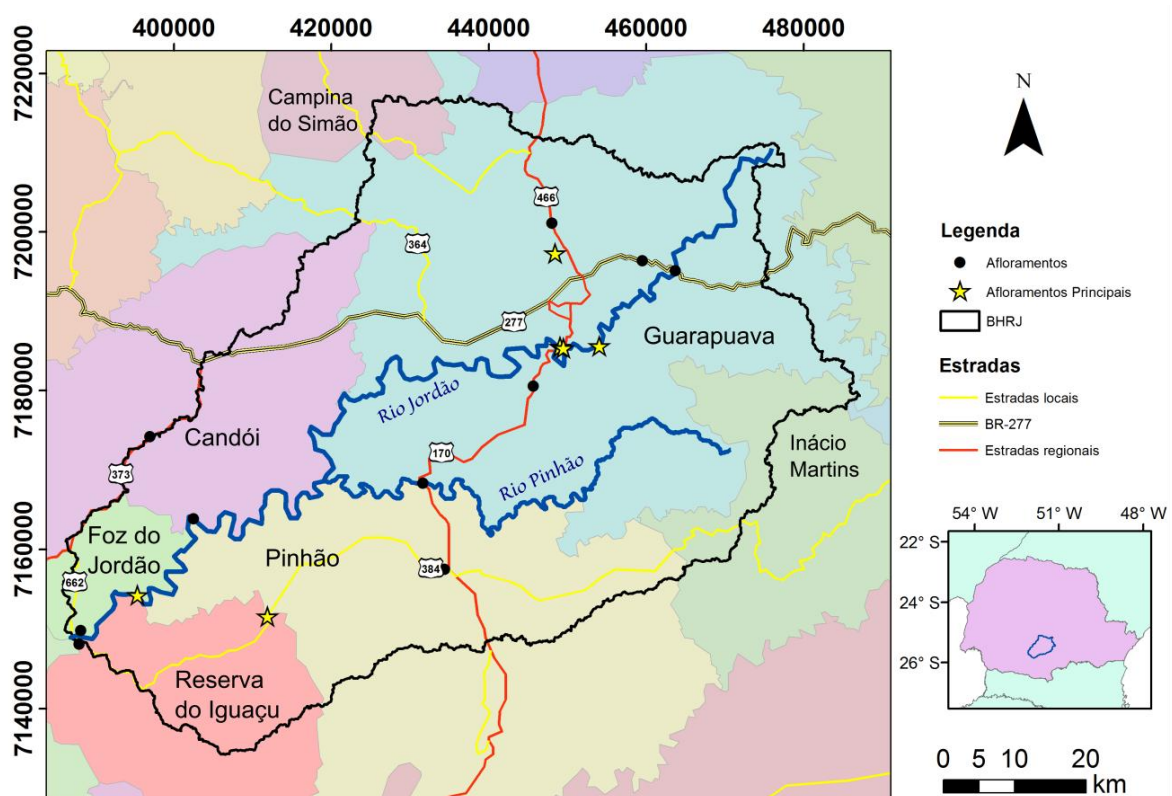 400000 420000 440000 460000 480000
7220000
7200000
7180000
7160000
7140000
Campina
do Simão
466
364
277
Guarapuava
Rio Jordão
Candói
170
373
Rio Pinhão
Inácio
Martins
Foz do
Jordão
Pinhão
662
384
Reserva
do Iguaçu
N
Legenda
Afloramentos
Afloramentos Principais
BHRJ
Estradas
Estradas locais
BR-277
Estradas regionais
54° W 51° W 48° W
22° S
24° S
26° S
0 5 10 20
km